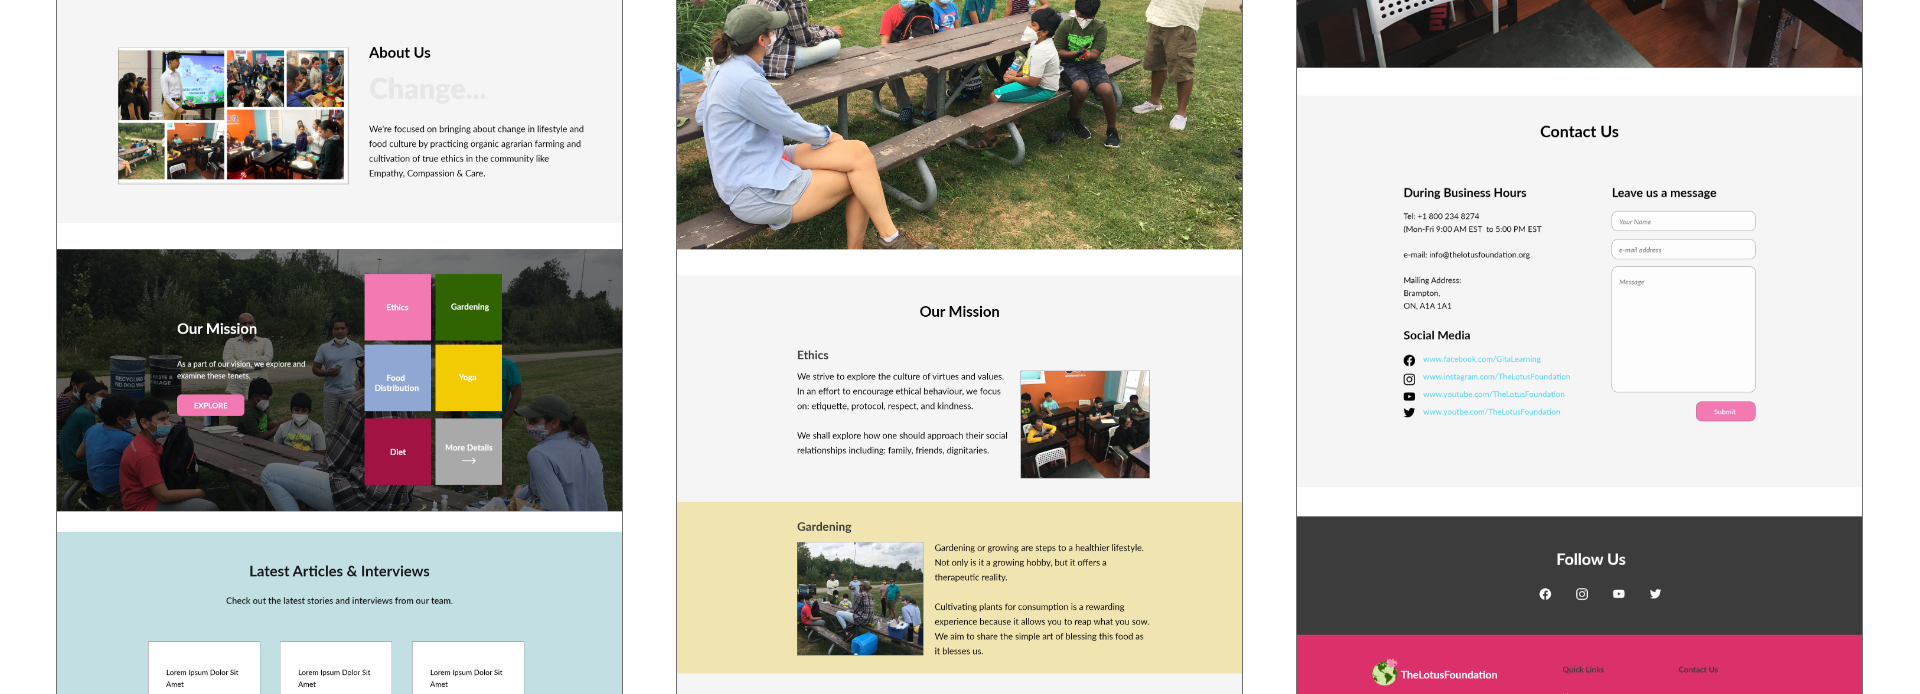 About Us
Change...
We're focused on bringing about change in lifestyle and
food culture by practicing organic agrarian farming and
cultivation of true ethics in the community like
Empathy, Compassion & Care.
Our Mission
As a part of our vision, we explore and
examine these tenets.
EXPLORE
Ethics
Gardening
Food
Distribution
Yoga
Diet
More Details
RECYCLING
Latest Articles & Interviews
Check out the latest stories and interviews from our team.
Lorem Ipsum Dolor Sit
Amet
Lorem Ipsum Dolor Sit
Amet
Lorem Ipsum Dolor Sit
Amet
Our Mission
Ethics
We strive to explore the culture of virtues and values.
In an effort to encourage ethical behaviour, we focus
on: etiquette, protocol, respect, and kindness.
We shall explore how one should approach their social
relationships including: family, friends, dignitaries.
Gardening
Gardening or growing are steps to a healthier lifestyle.
Not only is it a growing hobby, but it offers a
therapeutic reality.
Cultivating plants for consumption is a rewarding
experience because it allows you to reap what you sow.
We aim to share the simple art of blessing this food as
it blesses us.
Contact Us
During Business Hours
Tel: +1 800 234 8274
(Mon-Fri 9:00 AM EST to 5:00 PM EST
e-mail: info@thelotusfoundation.org
Mailing Address:
Brampton,
ON, A1A 1A1
Social Media
www.facebook.com/GitaLearning
www.instagram.com/TheLotusFoundation
www.youtube.com/TheLotusFoundation
www.youtbe.com/TheLotusFoundation
Leave us a message
Your Name
e-mail address
Message
Submit
Follow Us
TheLotusFoundation
Quick Links
Contact Us